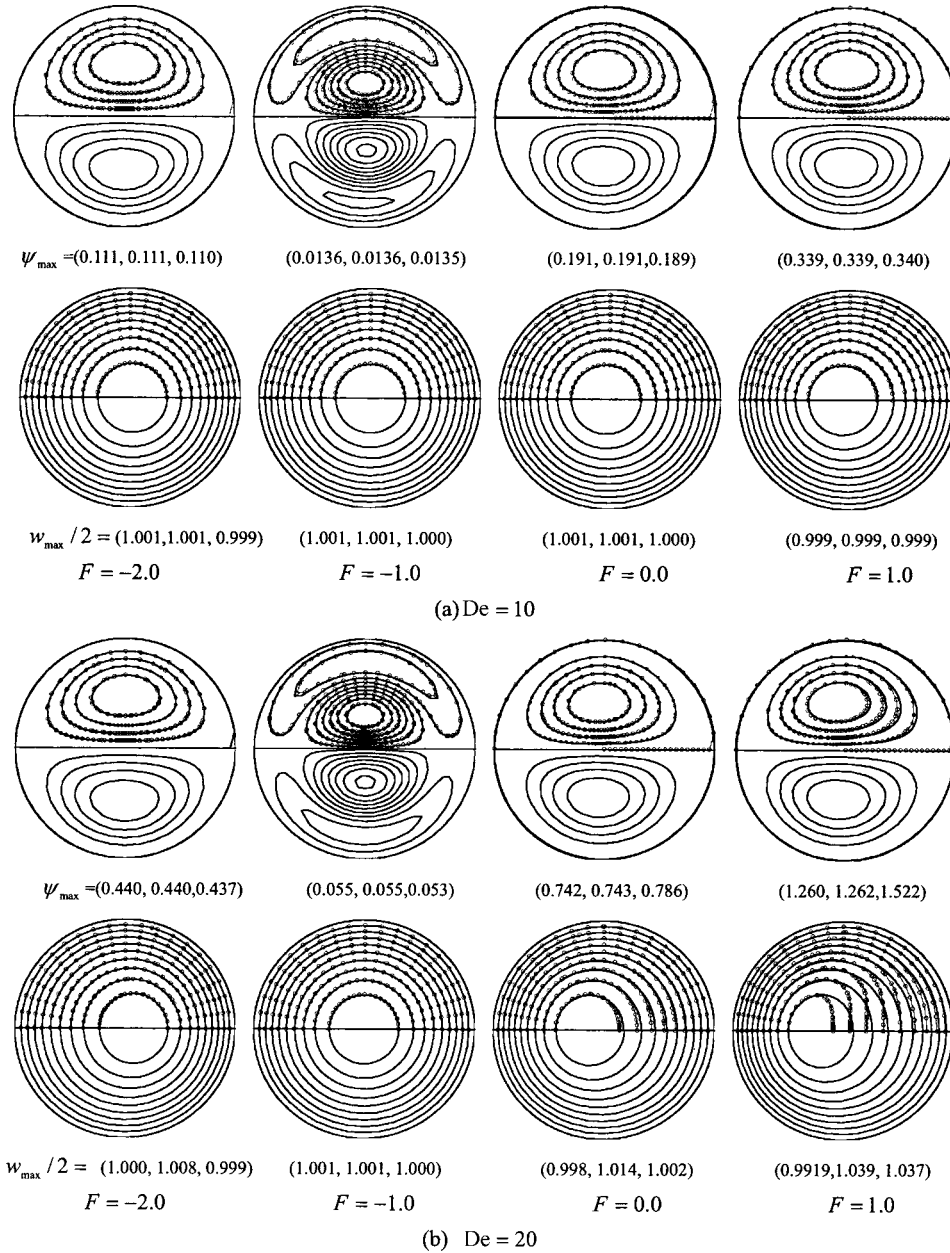 ψmax =(0.111, 0.111, 0.110) (0.0136, 0.0136, 0.0135) (0.191, 0.191,0.189) (0.339, 0.339, 0.340)
wmax /2 = (1.001,1.001, 0.999) (1.001, 1.001, 1.000) (1.001, 1.001, 1.000) (0.999, 0.999, 0.999)
F = −2.0 F = −1.0 F = 0.0 F = 1.0
(a) De = 10
ψmax =(0.440, 0.440,0.437) (0.055, 0.055,0.053) (0.742, 0.743, 0.786) (1.260, 1.262,1.522)
wmax /2 = (1.000, 1.008, 0.999) (1.001, 1.001, 1.000) (0.998, 1.014, 1.002) (0.9919,1.039, 1.037)
F = −2.0 F = −1.0 F = 0.0 F = 1.0
(b) De = 20